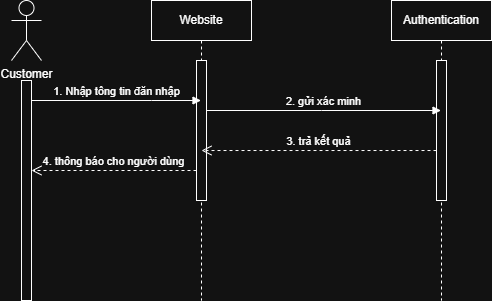 Website
Authentication
Customer
1. Nhập tông tin đăn nhập
2. gửi xác minh
3. trả kết quả
4. thông báo cho người dùng